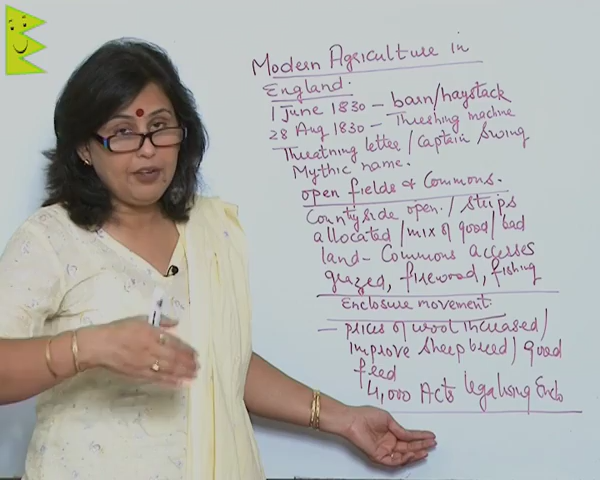 Modern Agriculture in
England:
1 June 1830 – barn/haystack
28 Aug 1830 – Threshing machine
Threatning letter / Captain Swing
Mythic name.
open fields & Commons.
Countyside open / strips
allocated / mix of good / bad
land – Commons accesses
grazed, firewood, fishing
Enclosure movement:
– prices of wool increased /
Improve sheep breed / good
feed
4,000 Acts legalising Enclo